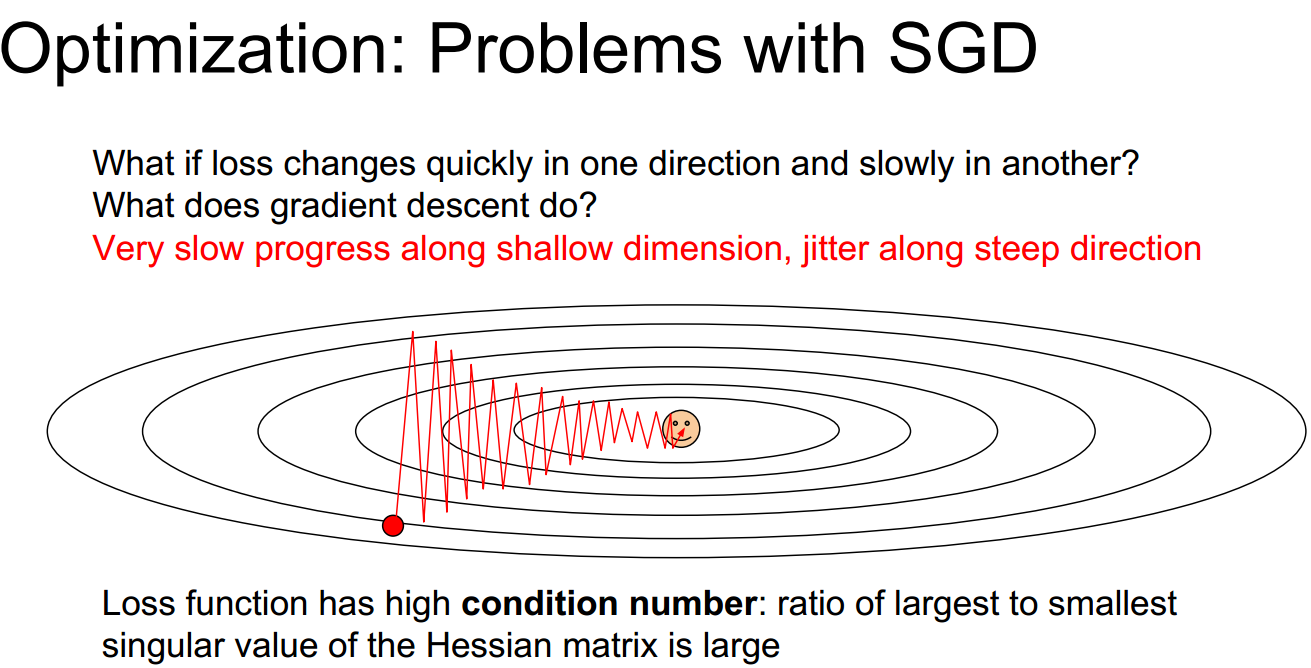 Optimization: Problems with SGD
What if loss changes quickly in one direction and slowly in another?
What does gradient descent do?
Very slow progress along shallow dimension, jitter along steep direction
Loss function has high condition number: ratio of largest to smallest
singular value of the Hessian matrix is large